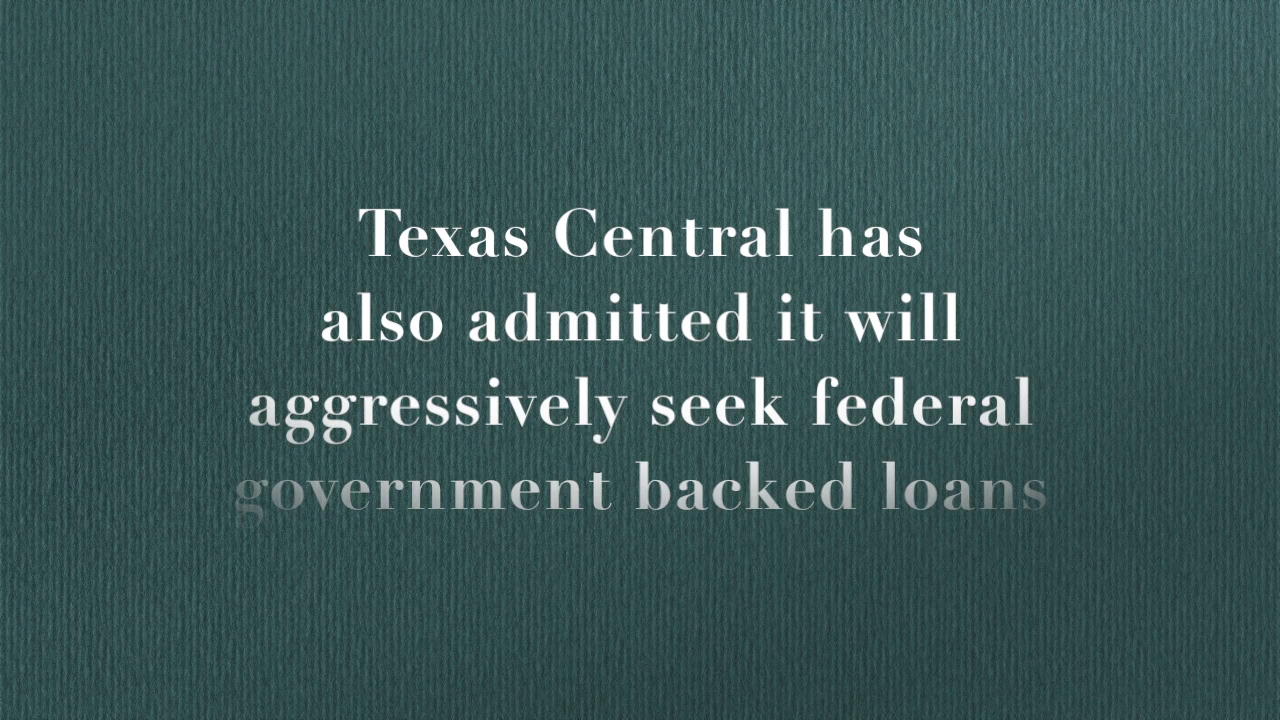 Texas Central has
also admitted it will
aggressively seek federal
government backed loans